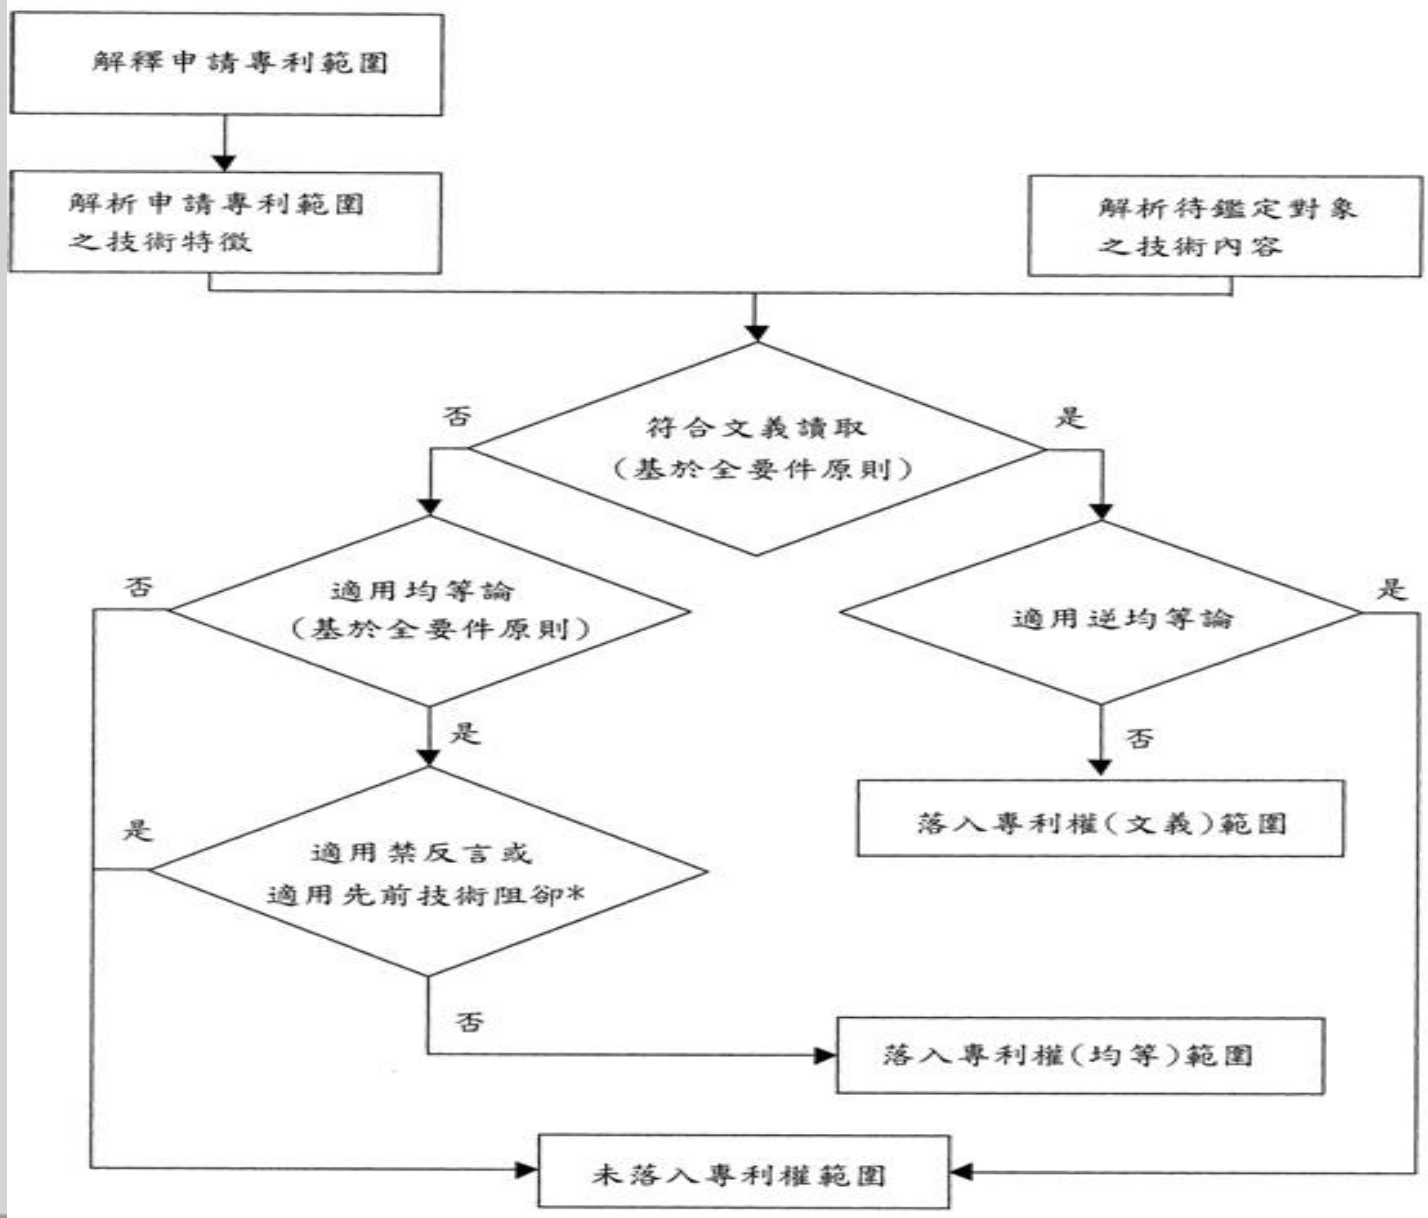 解釋申請專利範圍
解析申請專利範圍
之技術特徵
解析待鑑定對象
之技術內容
符合文義讀取
（基於全要件原則）
否
是
適用均等論
（基於全要件原則）
否
是
適用逆均等論
是
否
落入專利權(文義)範圍
適用禁反言或
適用先前技術阻卻*
是
否
落入專利權(均等)範圍
未落入專利權範圍